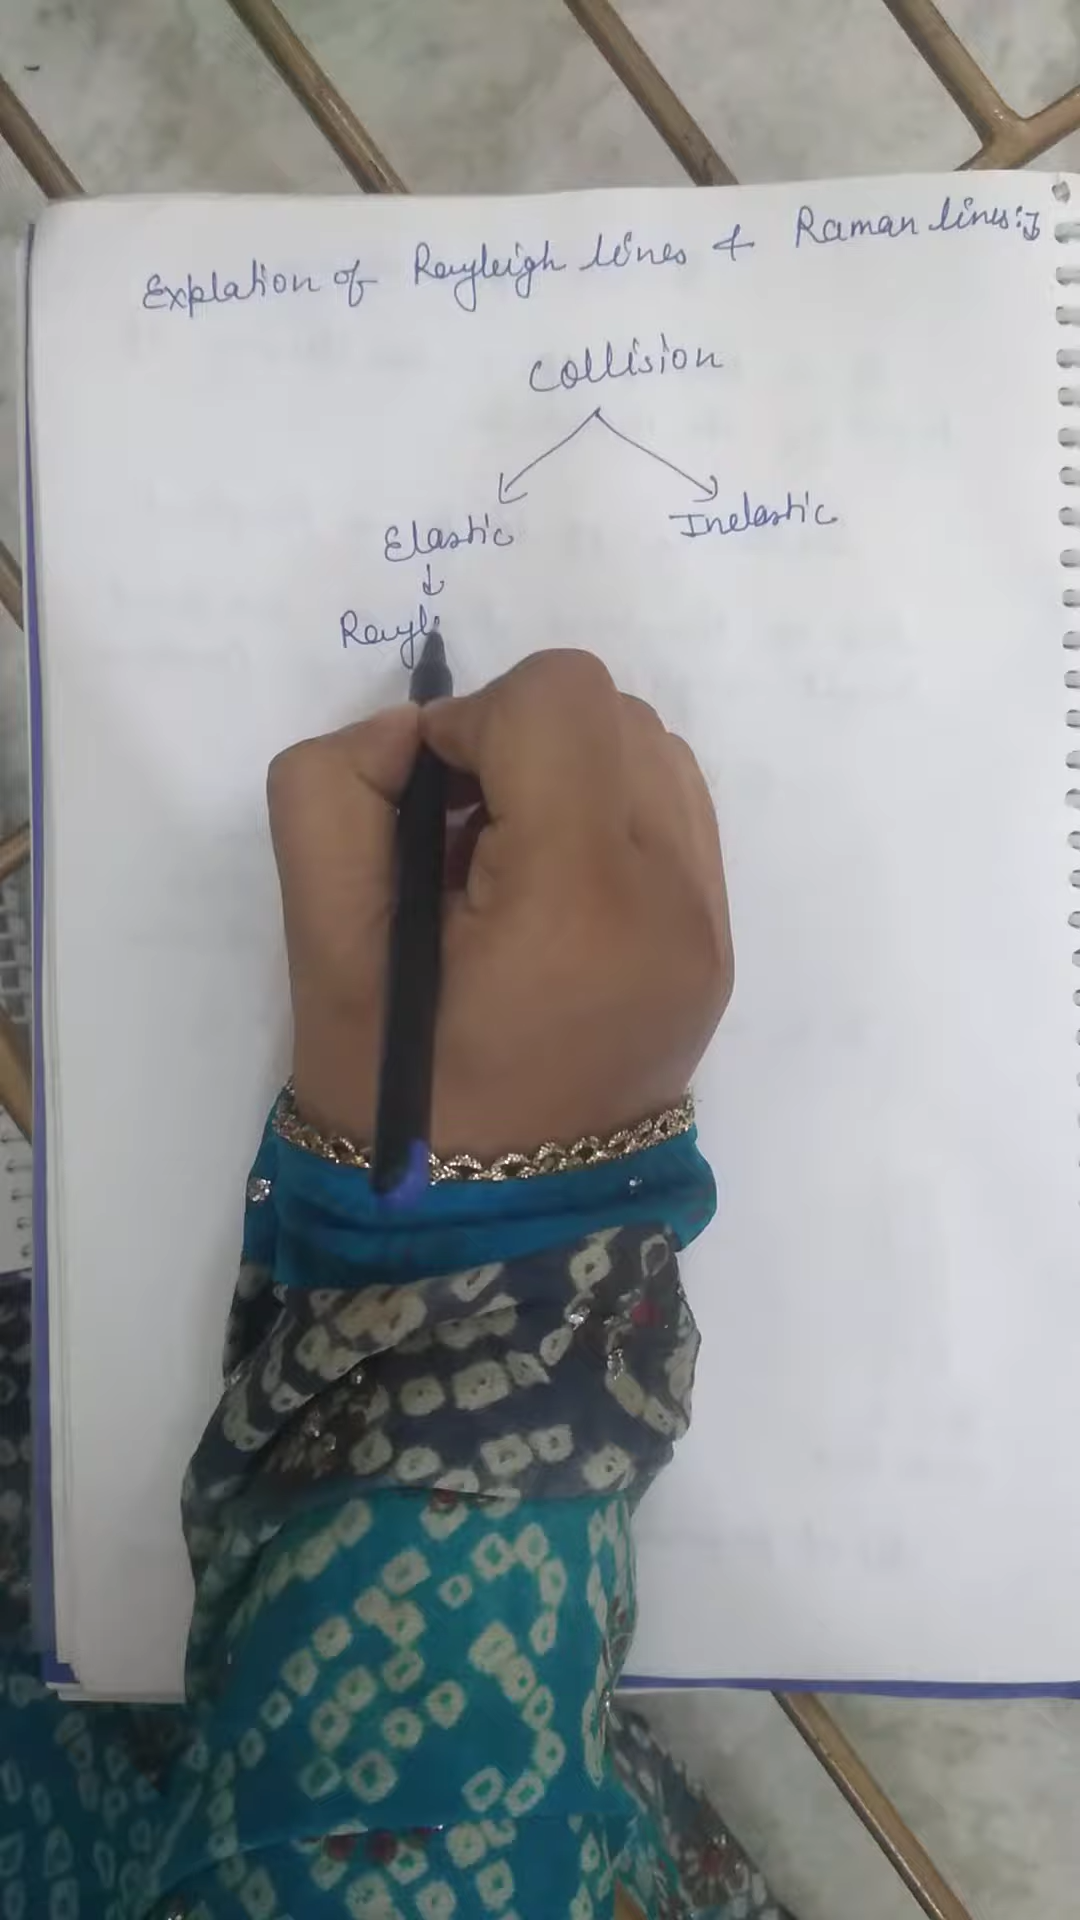 Explation of Rayleigh lines & Raman lines:→
Collision
Elastic Inelastic
Rayl